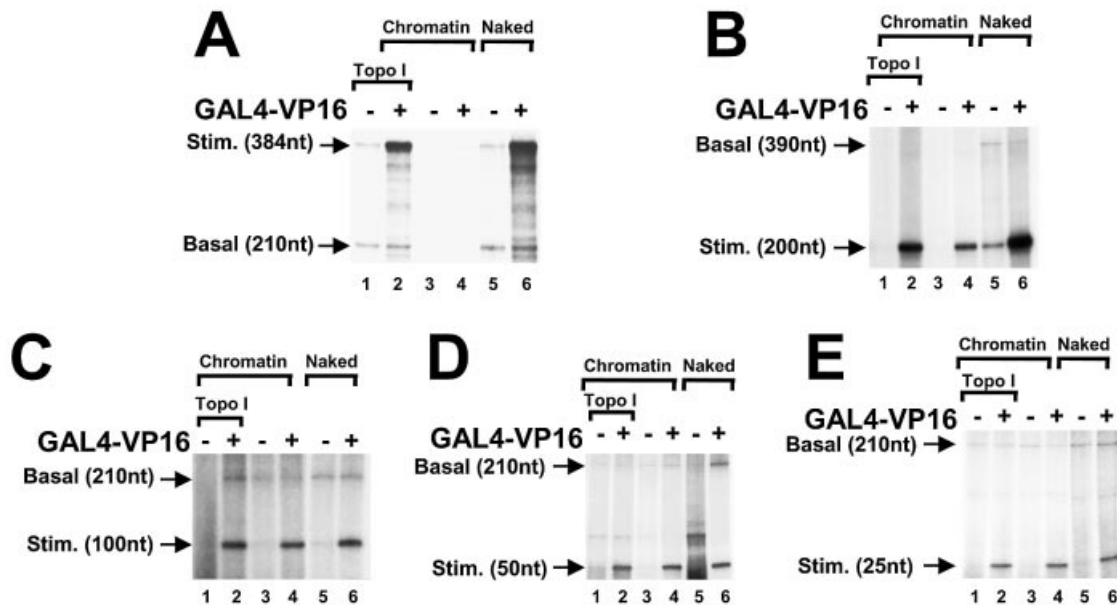 A
Chromatin Naked
Topo I
GAL4-VP16 - + - + - +
Stim. (384nt)
Basal (210nt)
1 2 3 4 5 6
B
Chromatin Naked
Topo I
GAL4-VP16 - + - + - +
Basal (390nt)
Stim. (200nt)
1 2 3 4 5 6
C
Chromatin Naked
Topo I
GAL4-VP16 - + - + - +
Basal (210nt)
Stim. (100nt)
1 2 3 4 5 6
D
Chromatin Naked
Topo I
GAL4-VP16 - + - + - +
Basal (210nt)
Stim. (50nt)
1 2 3 4 5 6
E
Chromatin Naked
Topo I
GAL4-VP16 - + - + - +
Basal (210nt)
Stim. (25nt)
1 2 3 4 5 6